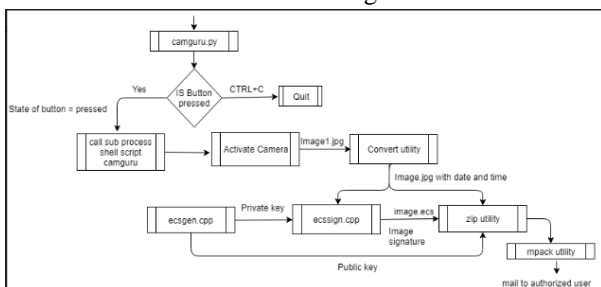 camguru.py
IS Button
pressed
Yes
CTRL+C
Quit
State of button = pressed
call sub process
shell script
camguru
Activate Camera
Image1.jpg
Convert utility
Image.jpg with date and time
ecsgen.cpp
Private key
ecssign.cpp
image.ecs
Image
signature
zip utility
Public key
mpack utility
mail to authorized user